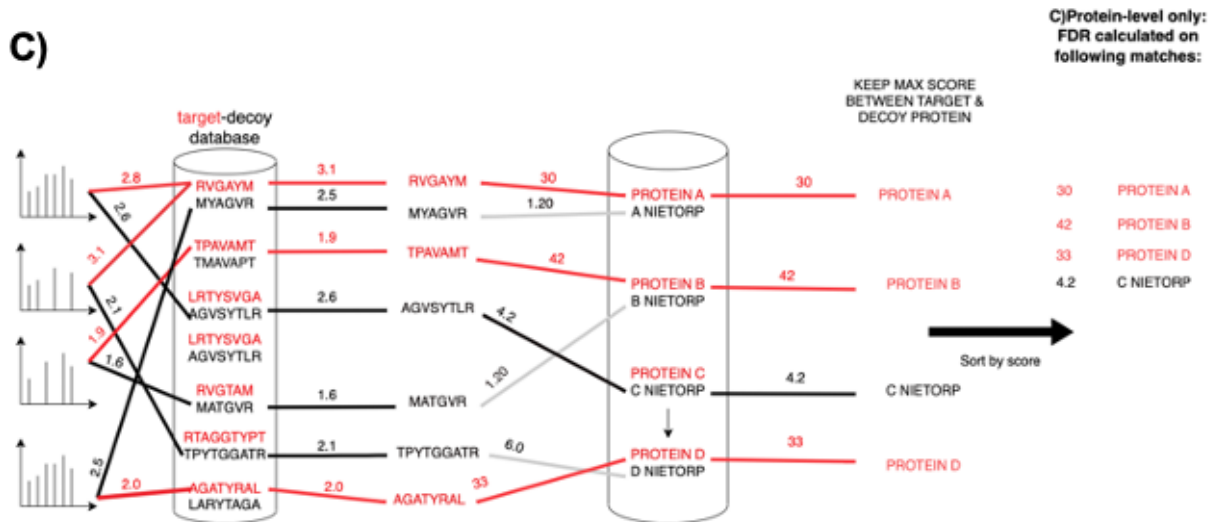 C)
C)Protein-level only:
FDR calculated on
following matches:
KEEP MAX SCORE
BETWEEN TARGET &
DECOY PROTEIN
target-decoy
database
2.8
2.6
3.1
2.1
1.9
1.6
2.5
2.0
RVGAYM
MYAGVR
TPAVAMT
TMAVAPT
LRTYSVGA
AGVSYTLR
LRTYSVGA
AGVSYTLR
RVGTAM
MATGVR
RTAGGTYPT
TPYTGGATR
AGATYRAL
LARYTAGA
3.1
2.5
1.9
2.6
1.6
2.1
2.0
RVGAYM
MYAGVR
TPAVAMT
AGVSYTLR
MATGVR
TPYTGGATR
AGATYRAL
30
1.20
42
4.2
1.20
6.0
33
PROTEIN A
A NIETORP
PROTEIN B
B NIETORP
PROTEIN C
C NIETORP
PROTEIN D
D NIETORP
30
42
4.2
33
PROTEIN A
PROTEIN B
C NIETORP
PROTEIN D
Sort by score
30 PROTEIN A
42 PROTEIN B
33 PROTEIN D
4.2 C NIETORP